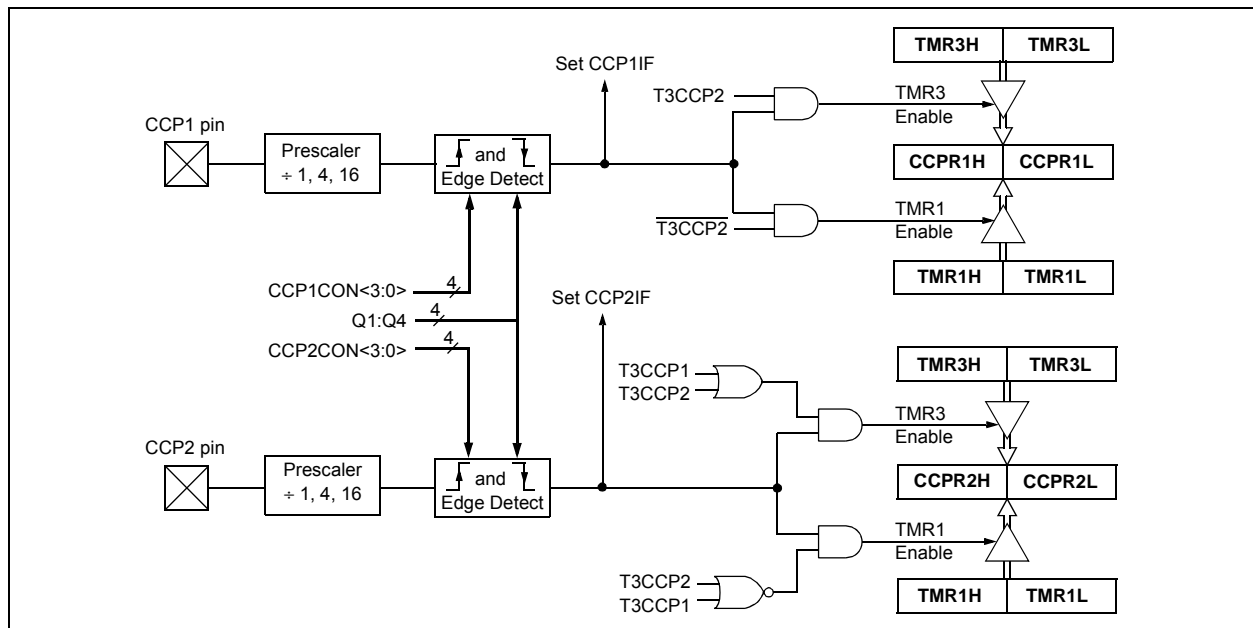 TMR3H TMR3L
Set CCP1IF
T3CCP2
TMR3
Enable
CCP1 pin
Prescaler
÷ 1, 4, 16
and
Edge Detect
CCPR1H CCPR1L
T3CCP2
TMR1
Enable
TMR1H TMR1L
CCP1CON<3:0> 4
Q1:Q4 4
CCP2CON<3:0> 4
Set CCP2IF
TMR3H TMR3L
T3CCP1
T3CCP2
TMR3
Enable
CCP2 pin
Prescaler
÷ 1, 4, 16
and
Edge Detect
CCPR2H CCPR2L
TMR1
Enable
T3CCP2
T3CCP1
TMR1H TMR1L